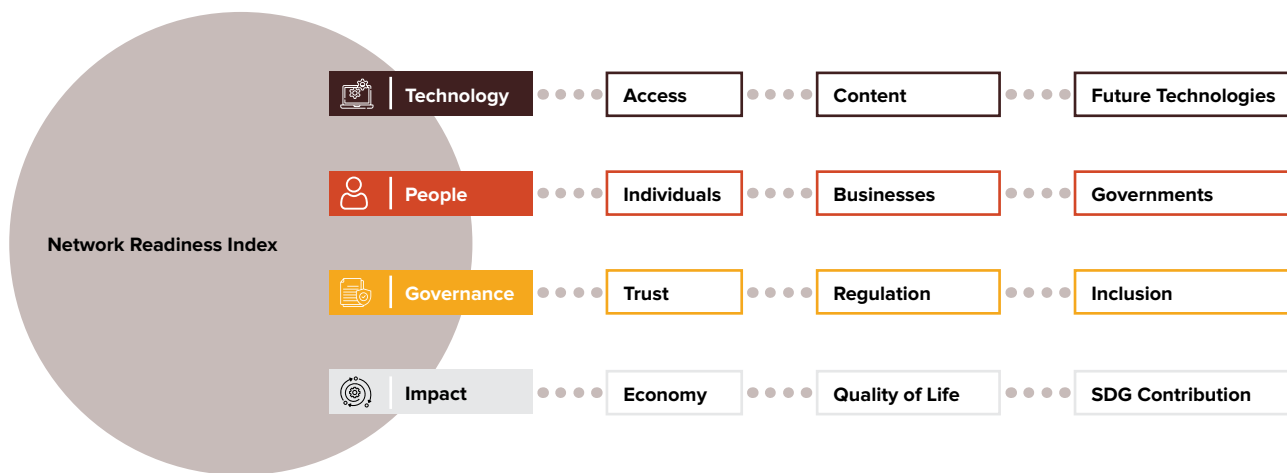 Technology
Access
Content
Future Technologies
People
Individuals
Businesses
Governments
Network Readiness Index
Governance
Trust
Regulation
Inclusion
Impact
Economy
Quality of Life
SDG Contribution